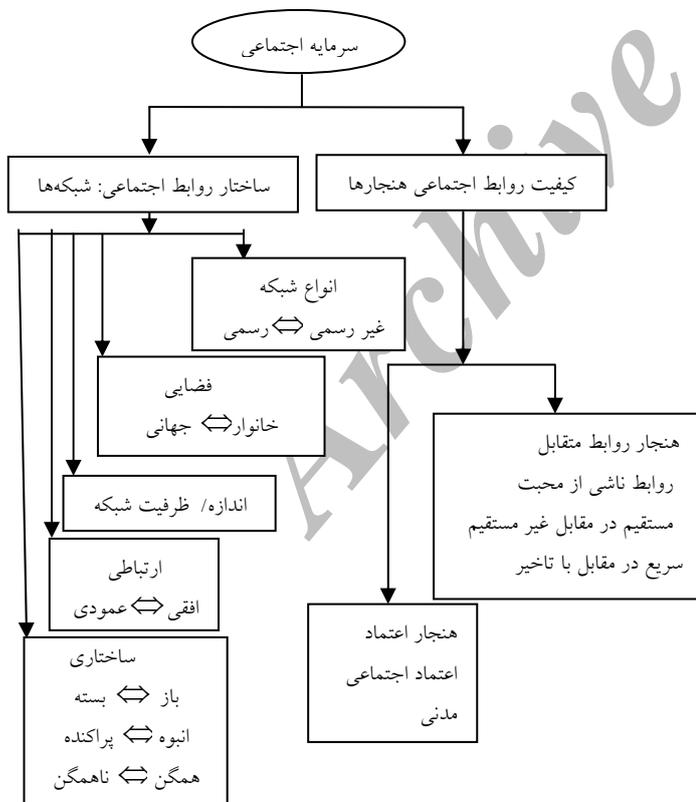 سرمایه اجتماعی
کیفیت روابط اجتماعی هنجارها
ساختار روابط اجتماعی: شبکه‌ها
انواع شبکه
غیر رسمی ⇔ رسمی
فضایی
خانوار ⇔ جهانی
اندازه/ ظرفیت شبکه
ارتباطی
افقی ⇔ عمودی
ساختاری
باز ⇔ بسته
انبوه ⇔ پراکنده
همگن ⇔ ناهمگن
هنجار روابط متقابل
روابط ناشی از محبت
مستقیم در مقابل غیر مستقیم
سریع در مقابل با تاخیر
هنجار اعتماد
اعتماد اجتماعی
مدنی
Archive